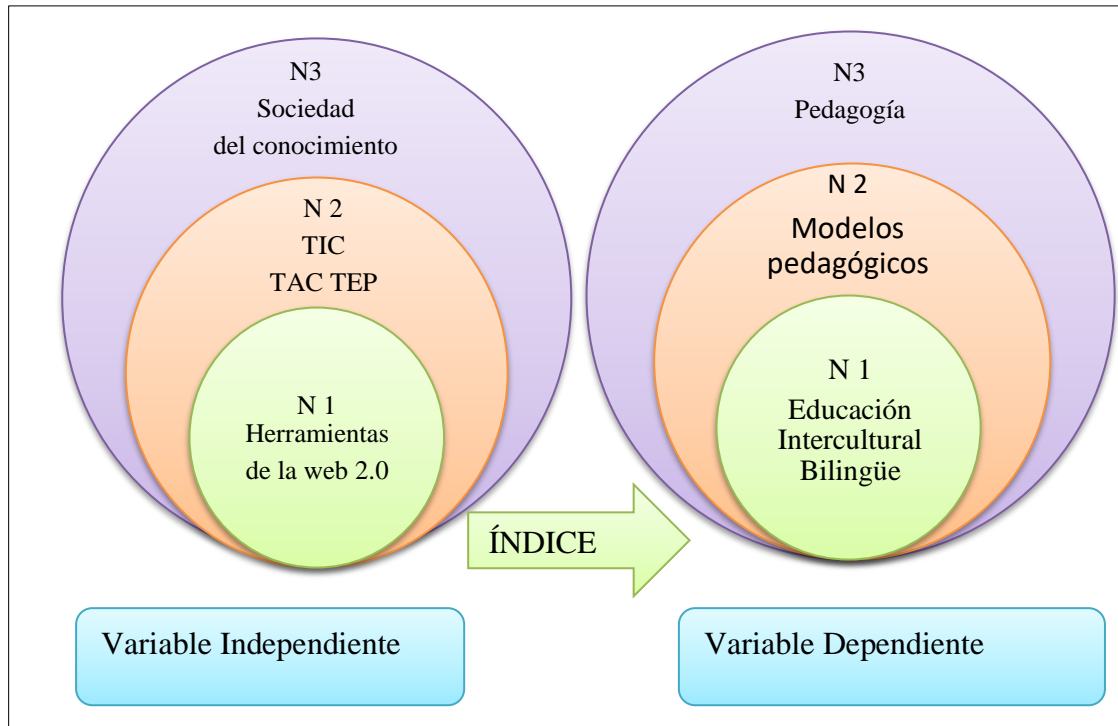 N3
Sociedad
del conocimiento
N 2
TIC
TAC TEP
N 1
Herramientas
de la web 2.0
ÍNDICE
N3
Pedagogía
N 2
Modelos
pedagógicos
N 1
Educación
Intercultural
Bilingüe
Variable Independiente
Variable Dependiente